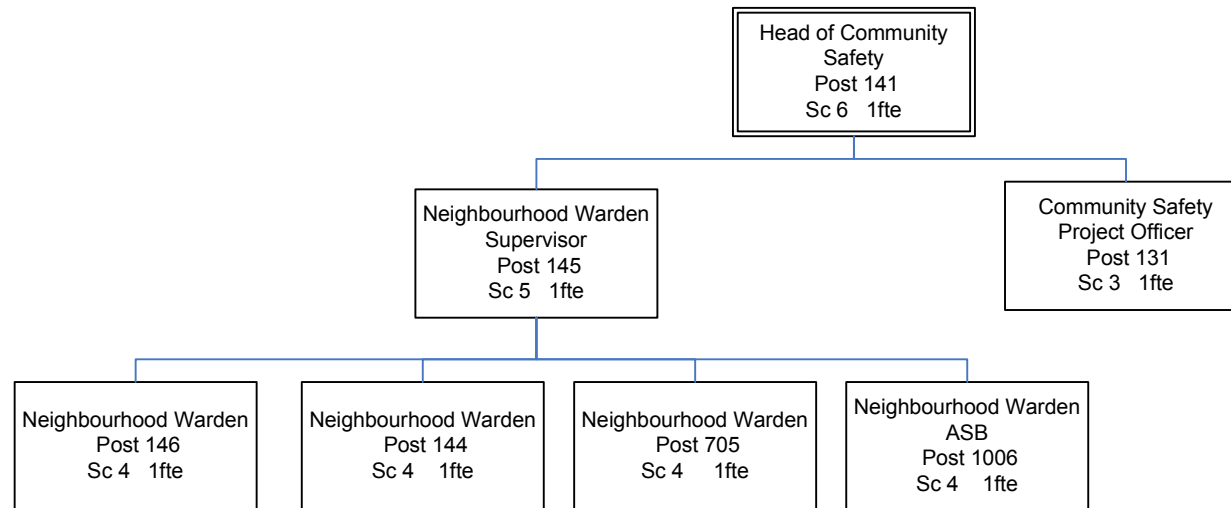 Head of Community
Safety
Post 141
Sc 6 1fte
Neighbourhood Warden
Supervisor
Post 145
Sc 5 1fte
Community Safety
Project Officer
Post 131
Sc 3 1fte
Neighbourhood Warden
Post 146
Sc 4 1fte
Neighbourhood Warden
Post 144
Sc 4 1fte
Neighbourhood Warden
Post 705
Sc 4 1fte
Neighbourhood Warden
ASB
Post 1006
Sc 4 1fte